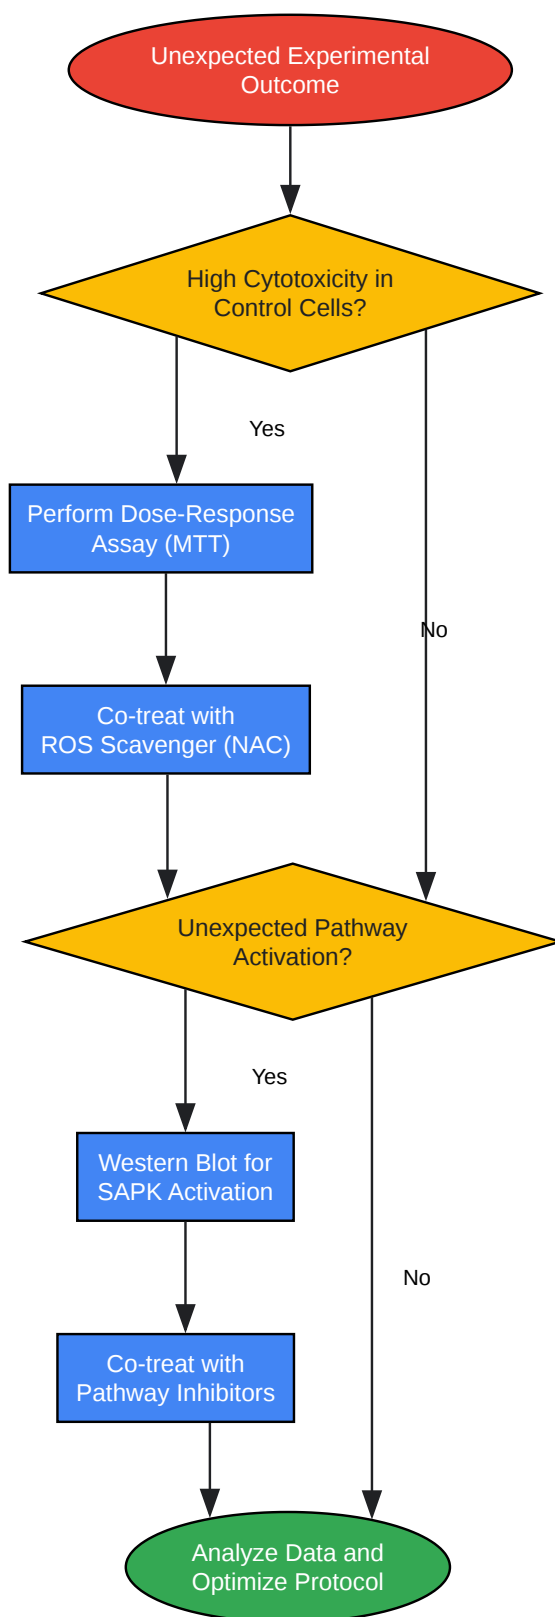 Unexpected Experimental
Outcome
High Cytotoxicity in
Control Cells?
Yes
Perform Dose-Response
Assay (MTT)
No
Co-treat with
ROS Scavenger (NAC)
Unexpected Pathway
Activation?
Yes
Western Blot for
SAPK Activation
No
Co-treat with
Pathway Inhibitors
Analyze Data and
Optimize Protocol